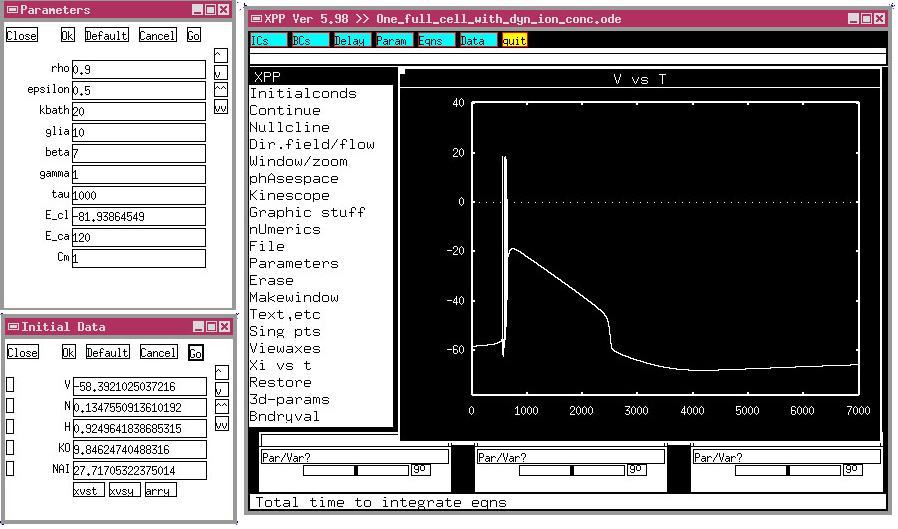 Parameters
Close Ok Default Cancel Go
rho 0.9
epsilon 0.5
kbath 20
glia 10
beta 7
gamma 1
tau 1000
E_cl -81.93864549
E_ca 120
Cm 1
^
v
^^
vv
Initial Data
Close Ok Default Cancel Go
V -58.3921025037216
N 0.1347550913610192
H 0.9249641838685315
KO 9.84624740488316
NAI 27.71705322375014
xvst xvsy arry
^
v
^^
vv
XPP Ver 5.98 >> One_full_cell_with_dyn_ion_conc.ode
ICs BCs Delay Param Eqns Data quit
XPP
Initialconds
Continue
Nullcline
Dir.field/flow
Window/zoom
phAsespace
Kinescope
Graphic stuff
nUmerics
File
Parameters
Erase
Makewindow
Text,etc
Sing pts
Viewaxes
Xi vs t
Restore
3d-params
Bndryval
V vs T
40
20
0
-20
-40
-60
0 1000 2000 3000 4000 5000 6000 7000
Par/Var? Par/Var? Par/Var?
go go go
Total time to integrate eqns